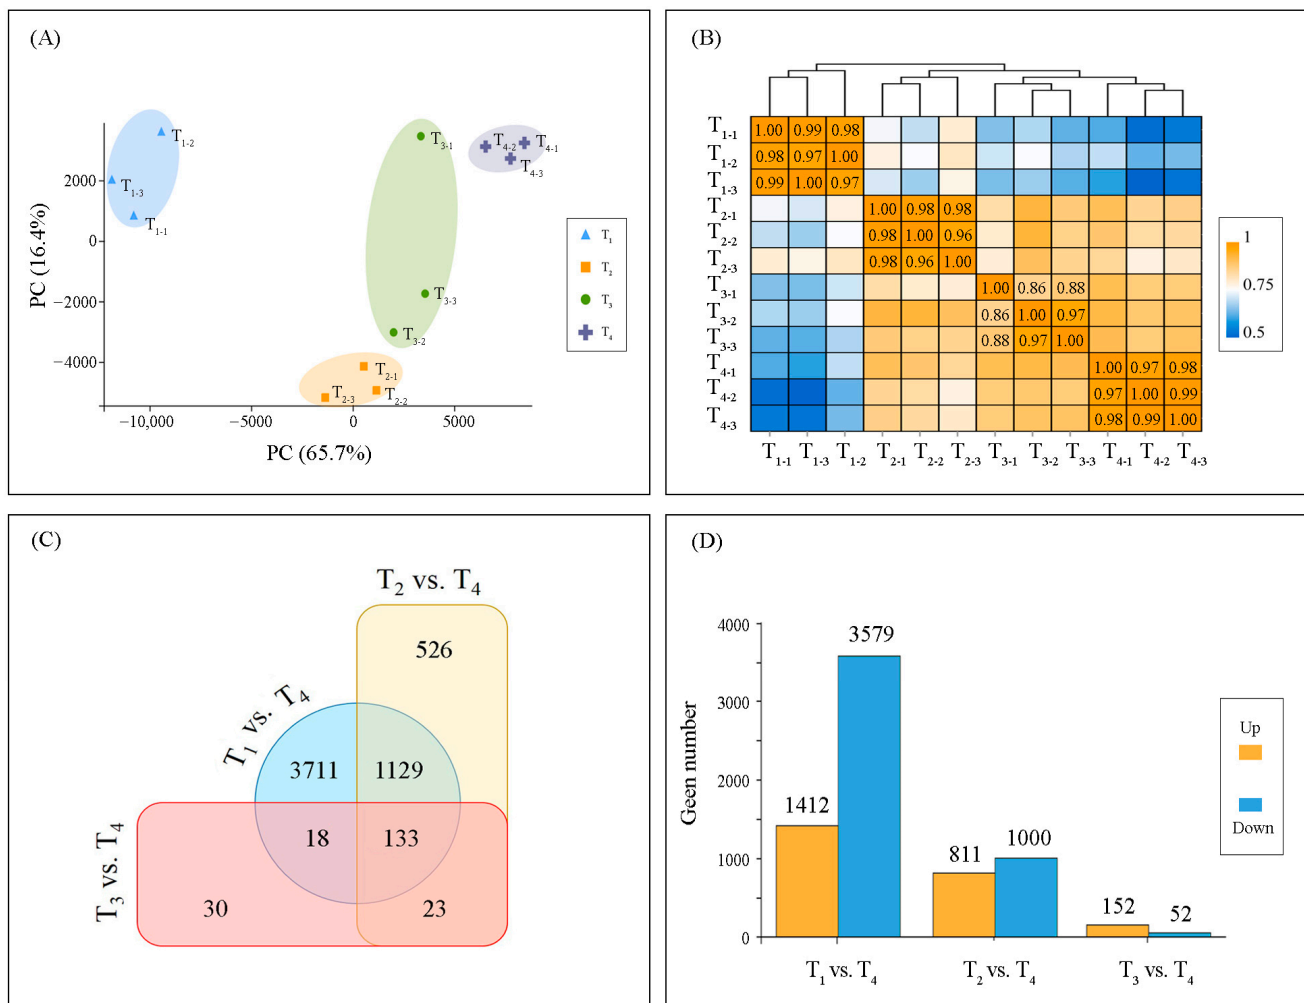 (A)
T1-2
T1-3
T1-1
T3-1
T4-2
T4-1
T4-3
T3-3
T3-2
T2-1
T2-3
T2-2
2000
0
−2000
−4000
−10,000 −5000 0 5000
PC (16.4%)
PC (65.7%)
T1
T2
T3
T4
(B)
T1-1 1.00 0.99 0.98
T1-2 0.98 0.97 1.00
T1-3 0.99 1.00 0.97
T2-1 1.00 0.98 0.98
T2-2 0.98 1.00 0.96
T2-3 0.98 0.96 1.00
T3-1 1.00 0.86 0.88
T3-2 0.86 1.00 0.97
T3-3 0.88 0.97 1.00
T4-1 1.00 0.97 0.98
T4-2 0.97 1.00 0.99
T4-3 0.98 0.99 1.00
T1-1 T1-3 T1-2 T2-1 T2-2 T2-3 T3-1 T3-2 T3-3 T4-1 T4-2 T4-3
1
0.75
0.5
(C)
T2 vs. T4
526
T1 vs. T4
3711 1129
18 133
T3 vs. T4
30 23
(D)
Geen number
4000
3000
2000
1000
0
1412
3579
811
1000
152
52
T1 vs. T4 T2 vs. T4 T3 vs. T4
Up
Down